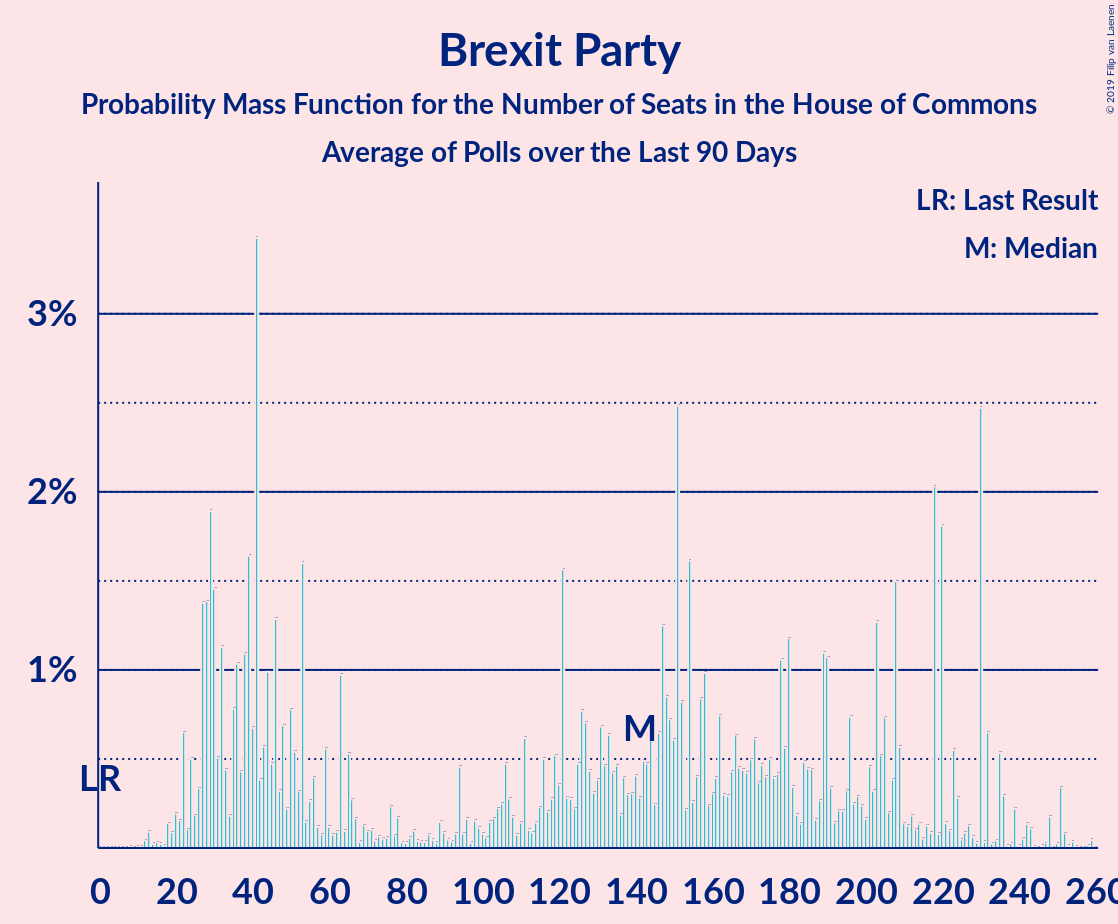 Brexit Party
Probability Mass Function for the Number of Seats in the House of Commons
Average of Polls over the Last 90 Days
© 2019 Filip van Laenen
LR: Last Result
M: Median
3%
2%
1%
M
LR
0 20 40 60 80 100 120 140 160 180 200 220 240 260